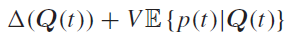 Δ(Q(t)) + V𝔼{p(t)|Q(t)}